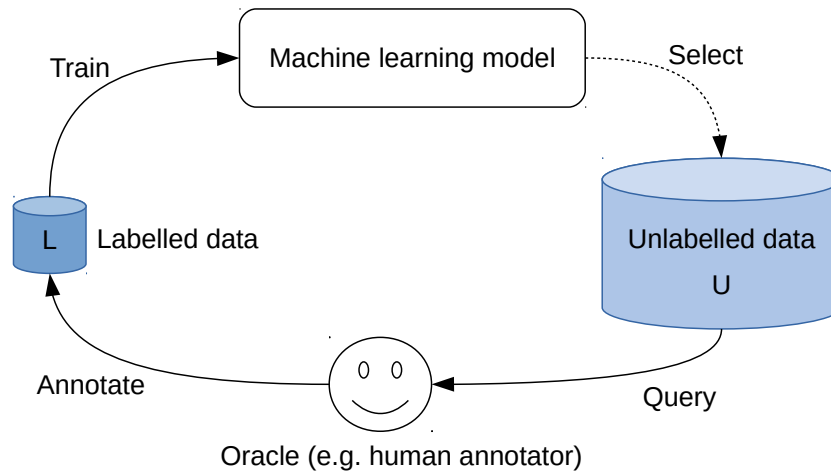 Train
Machine learning model
Select
L
Labelled data
Unlabelled data
U
Annotate
Query
Oracle (e.g. human annotator)